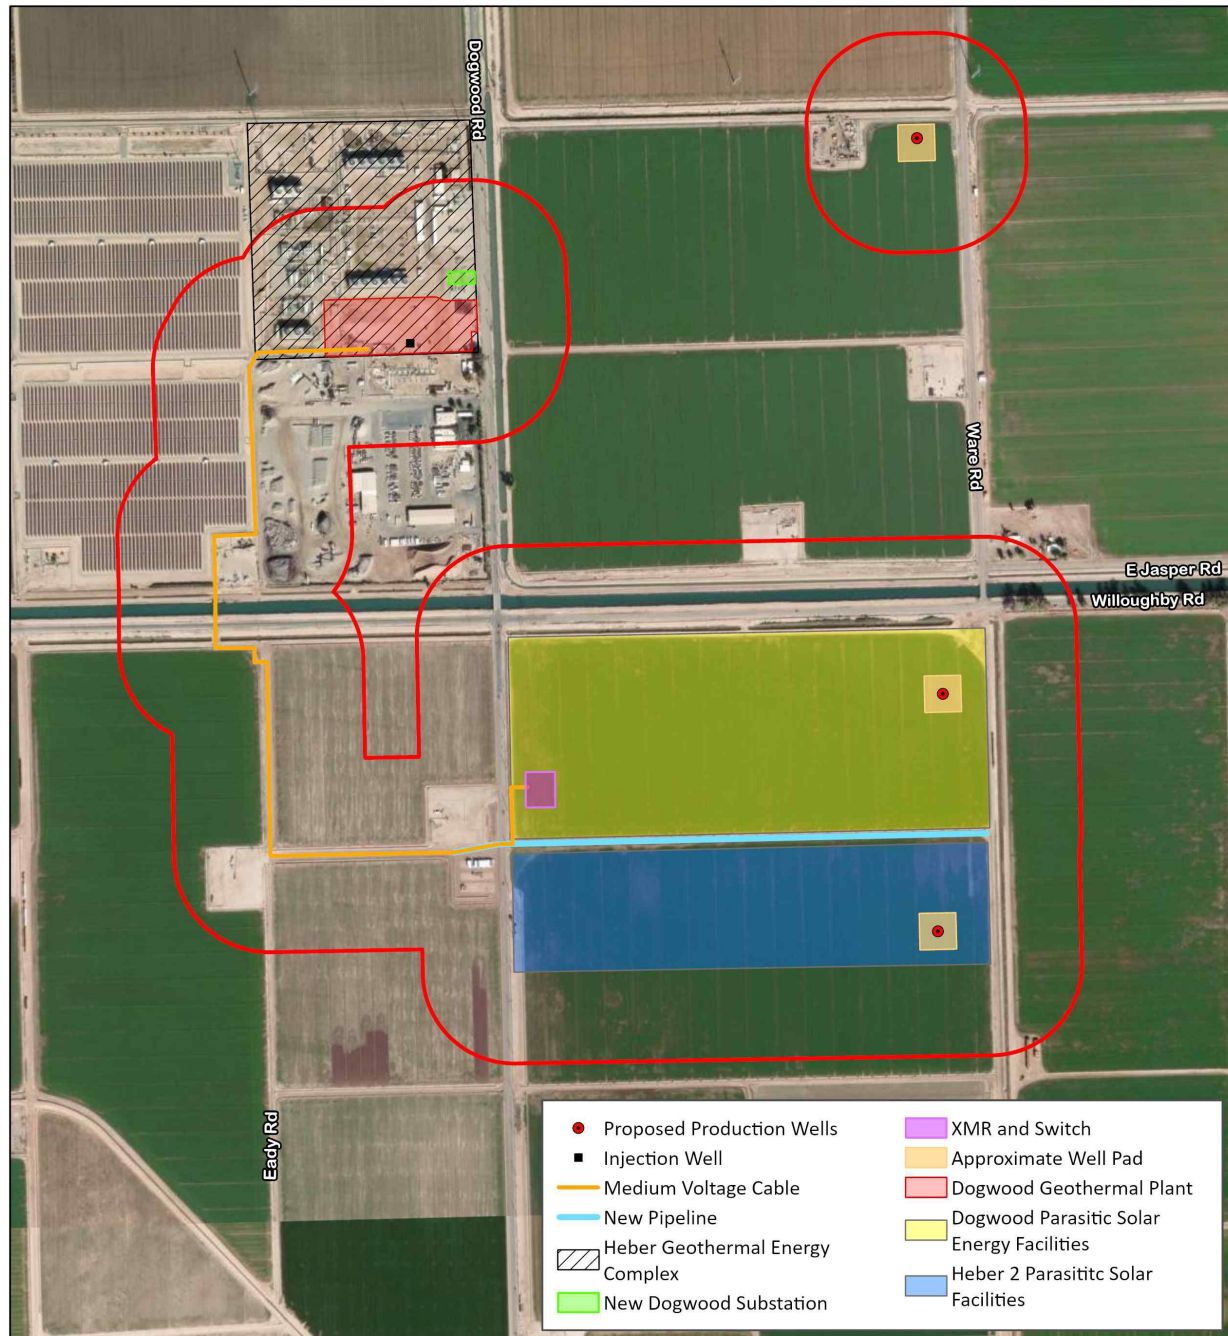 Dogwood Rd
Ware Rd
E Jasper Rd
Willoughby Rd
Eady Rd
Proposed Production Wells
Injection Well
Medium Voltage Cable
New Pipeline
Heber Geothermal Energy
Complex
New Dogwood Substation
XMR and Switch
Approximate Well Pad
Dogwood Geothermal Plant
Dogwood Parasitic Solar
Energy Facilities
Heber 2 Parasititc Solar
Facilities